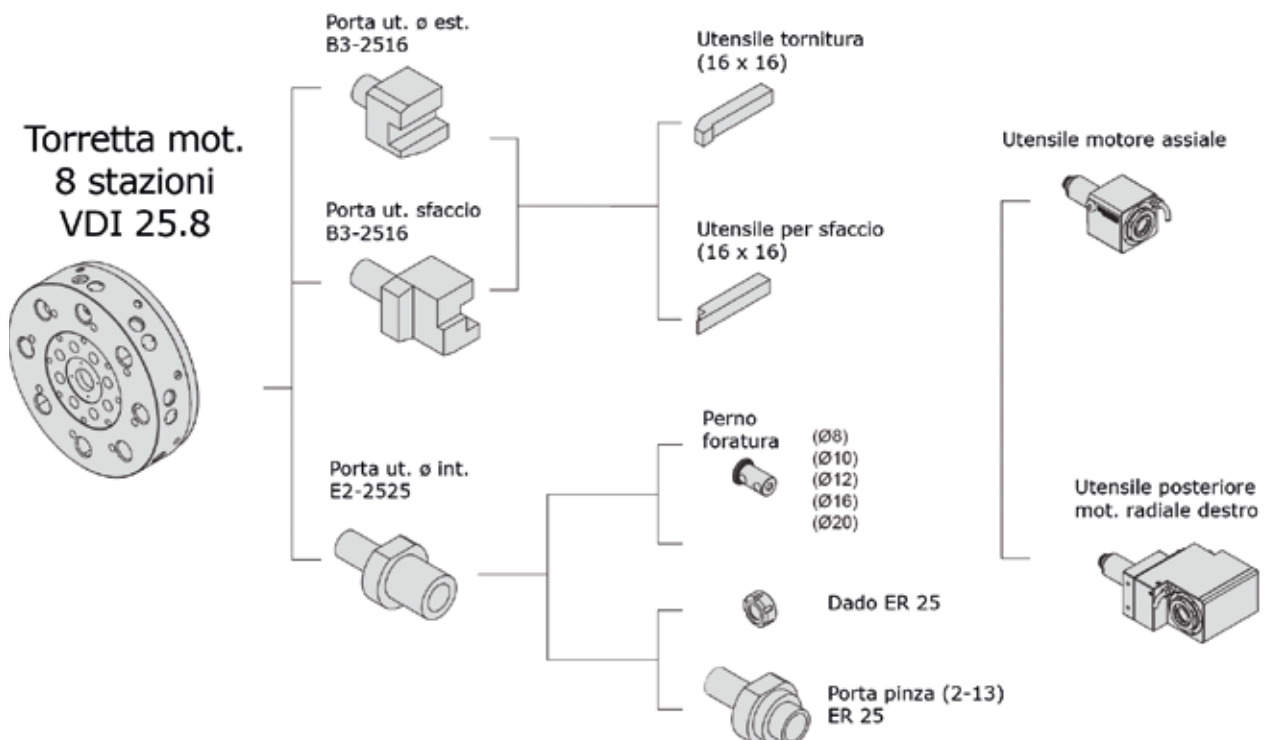 Torretta mot.
8 stazioni
VDI 25.8
Porta ut. ø est.
B3-2516
Porta ut. sfaccio
B3-2516
Porta ut. ø int.
E2-2525
Utensile tornitura
(16 x 16)
Utensile per sfaccio
(16 x 16)
Perno
foratura
(Ø8)
(Ø10)
(Ø12)
(Ø16)
(Ø20)
Dado ER 25
Porta pinza (2-13)
ER 25
Utensile motore assiale
Utensile posteriore
mot. radiale destro